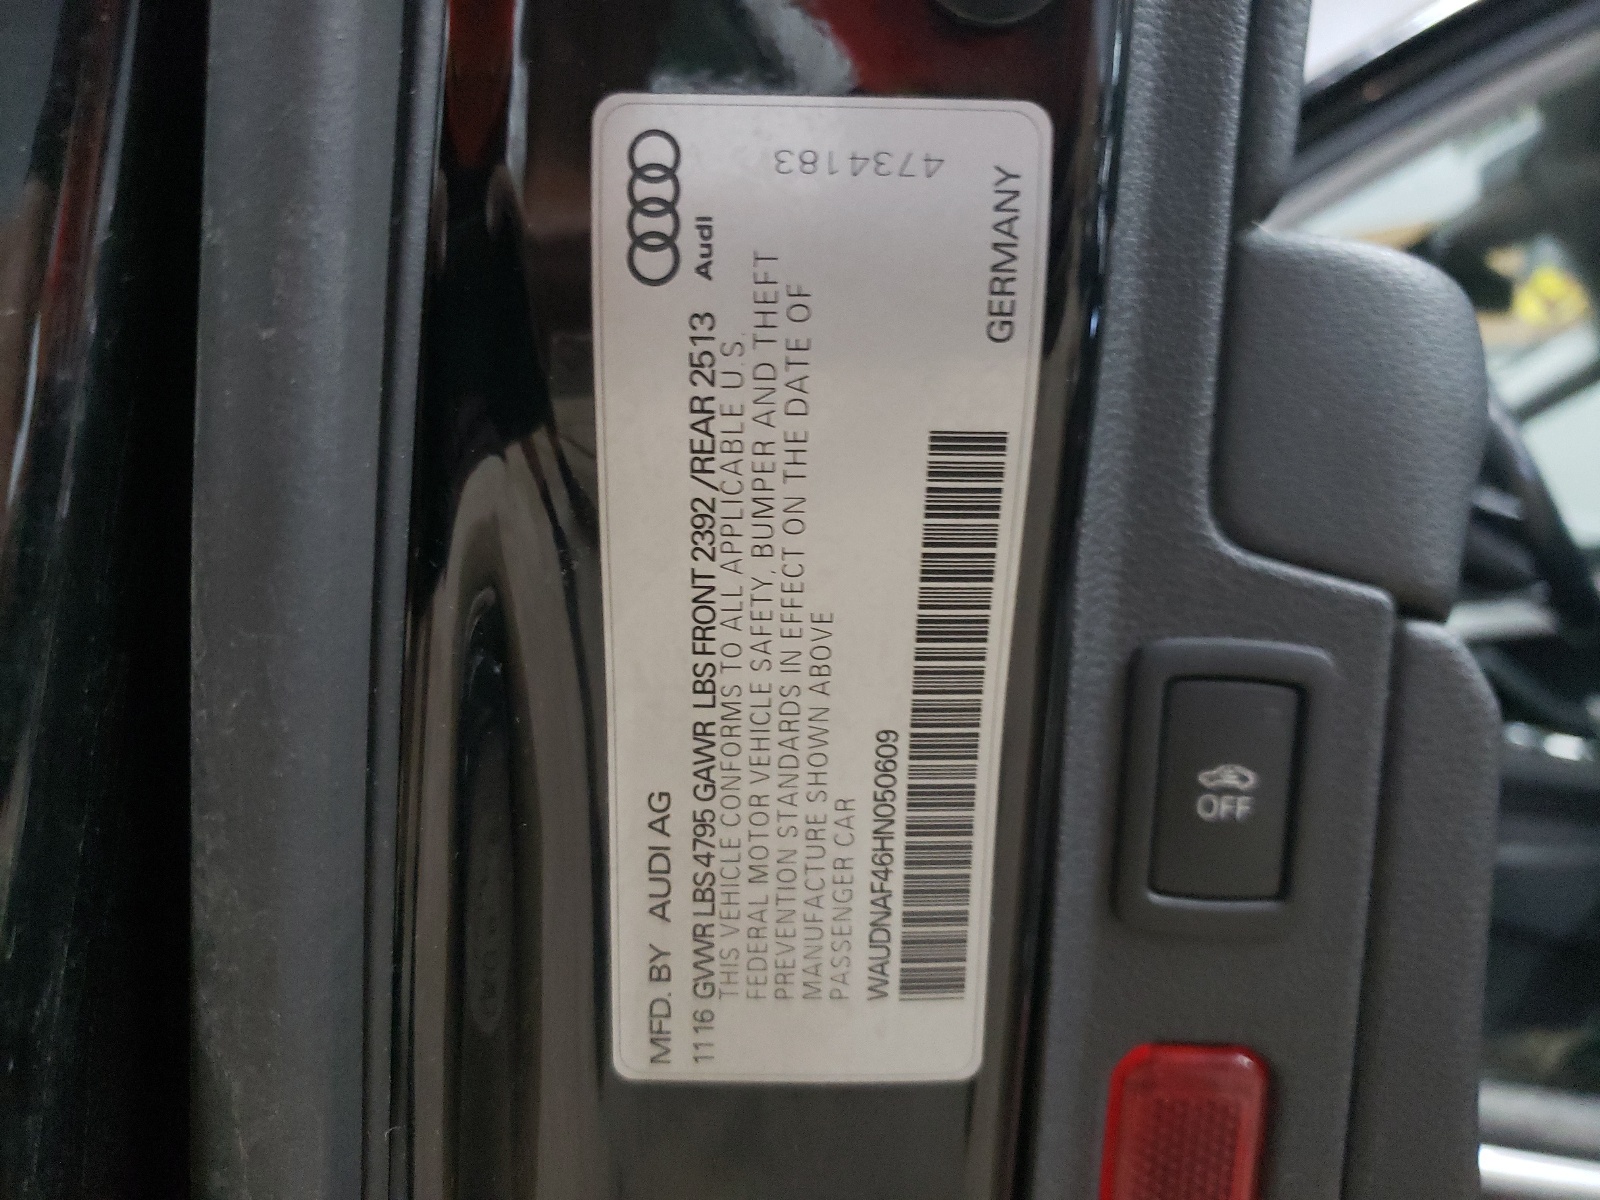 MFD. BY AUDI AG
Audi
11 16 GVWR LBS 4795 GAWR LBS FRONT 2392 /REAR 2513
THIS VEHICLE CONFORMS TO ALL APPLICABLE U.S.
FEDERAL MOTOR VEHICLE SAFETY, BUMPER AND THEFT
PREVENTION STANDARDS IN EFFECT ON THE DATE OF
MANUFACTURE SHOWN ABOVE
PASSENGER CAR
4734183
WAUDNAF46HN050609
GERMANY
OFF